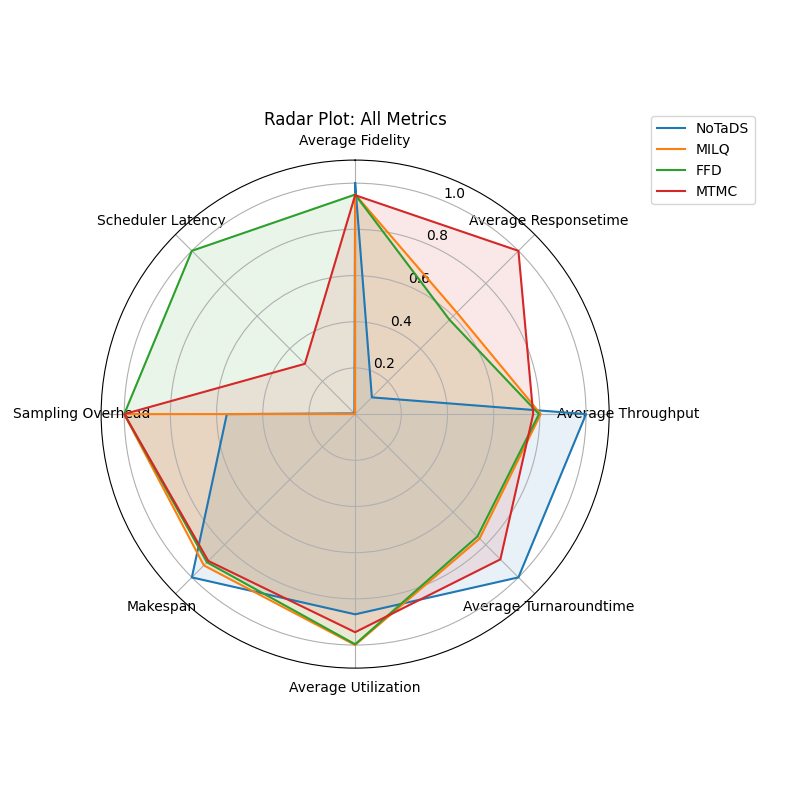 Radar Plot: All Metrics
Average Fidelity
NoTaDS
MILQ
FFD
MTMC
Scheduler Latency
Average Responsetime
1.0
0.8
0.6
0.4
0.2
Sampling Overhead
Average Throughput
Makespan
Average Turnaroundtime
Average Utilization